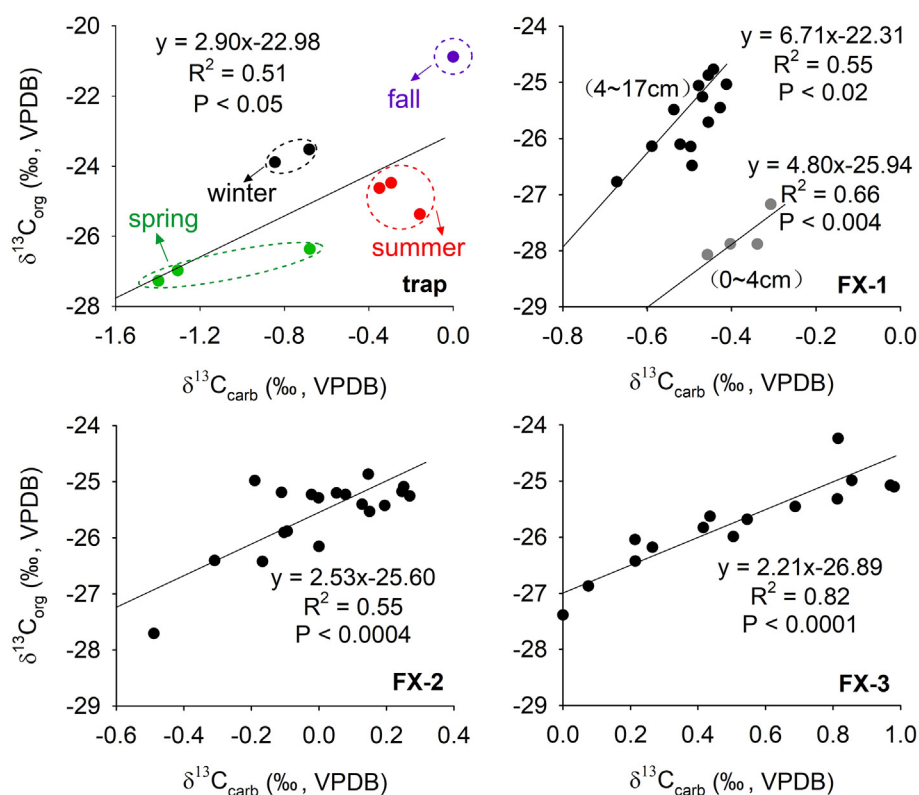 -20
-22
-24
-26
-28
δ¹³C_org (‰, VPDB)
y = 2.90x-22.98
R² = 0.51
P < 0.05
fall
winter
spring
summer
trap
-1.6 -1.2 -0.8 -0.4 0.0
δ¹³C_carb (‰, VPDB)
-24
-25
-26
-27
-28
-29
y = 6.71x-22.31
R² = 0.55
P < 0.02
(4~17cm)
y = 4.80x-25.94
R² = 0.66
P < 0.004
(0~4cm)
FX-1
-0.8 -0.6 -0.4 -0.2 0.0
δ¹³C_carb (‰, VPDB)
-24
-25
-26
-27
-28
-29
δ¹³C_org (‰, VPDB)
y = 2.53x-25.60
R² = 0.55
P < 0.0004
FX-2
-0.6 -0.4 -0.2 0.0 0.2 0.4
δ¹³C_carb (‰, VPDB)
-24
-25
-26
-27
-28
-29
y = 2.21x-26.89
R² = 0.82
P < 0.0001
FX-3
0.0 0.2 0.4 0.6 0.8 1.0
δ¹³C_carb (‰, VPDB)